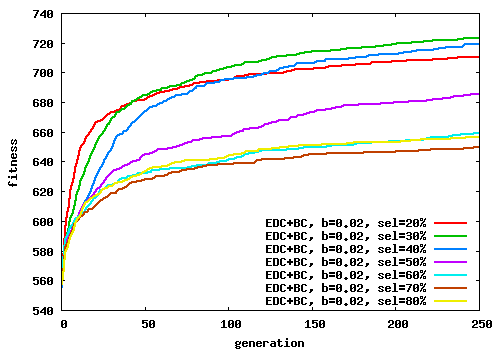 740
720
700
680
660
640
620
600
580
560
540
fitness
EDC+BC, b=0.02, sel=20%
EDC+BC, b=0.02, sel=30%
EDC+BC, b=0.02, sel=40%
EDC+BC, b=0.02, sel=50%
EDC+BC, b=0.02, sel=60%
EDC+BC, b=0.02, sel=70%
EDC+BC, b=0.02, sel=80%
0 50 100 150 200 250
generation